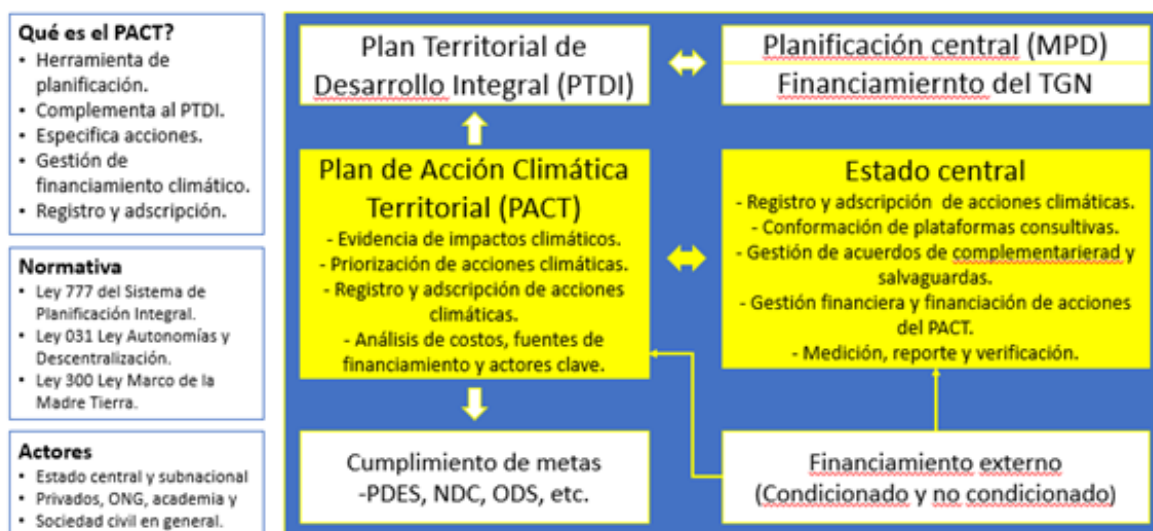 Qué es el PACT?
• Herramienta de
planificación.
• Complementa al PTDI.
• Especifica acciones.
• Gestión de
financiamiento climático.
• Registro y adscripción.
Normativa
• Ley 777 del Sistema de
Planificación Integral.
• Ley 031 Ley Autonomías y
Descentralización.
• Ley 300 Ley Marco de la
Madre Tierra.
Actores
• Estado central y subnacional
• Privados, ONG, academia y
• Sociedad civil en general.
Plan Territorial de
Desarrollo Integral (PTDI)
Planificación central (MPD)
Financiamiernto del TGN
Plan de Acción Climática
Territorial (PACT)
- Evidencia de impactos climáticos.
- Priorización de acciones climáticas.
- Registro y adscripción de acciones
climáticas.
- Análisis de costos, fuentes de
financiamiento y actores clave.
Estado central
- Registro y adscripción de acciones climáticas.
- Conformación de plataformas consultivas.
- Gestión de acuerdos de complementarierad y
salvaguardas.
- Gestión financiera y financiación de acciones
del PACT.
- Medición, reporte y verificación.
Cumplimiento de metas
-PDES, NDC, ODS, etc.
Financiamiento externo
(Condicionado y no condicionado)